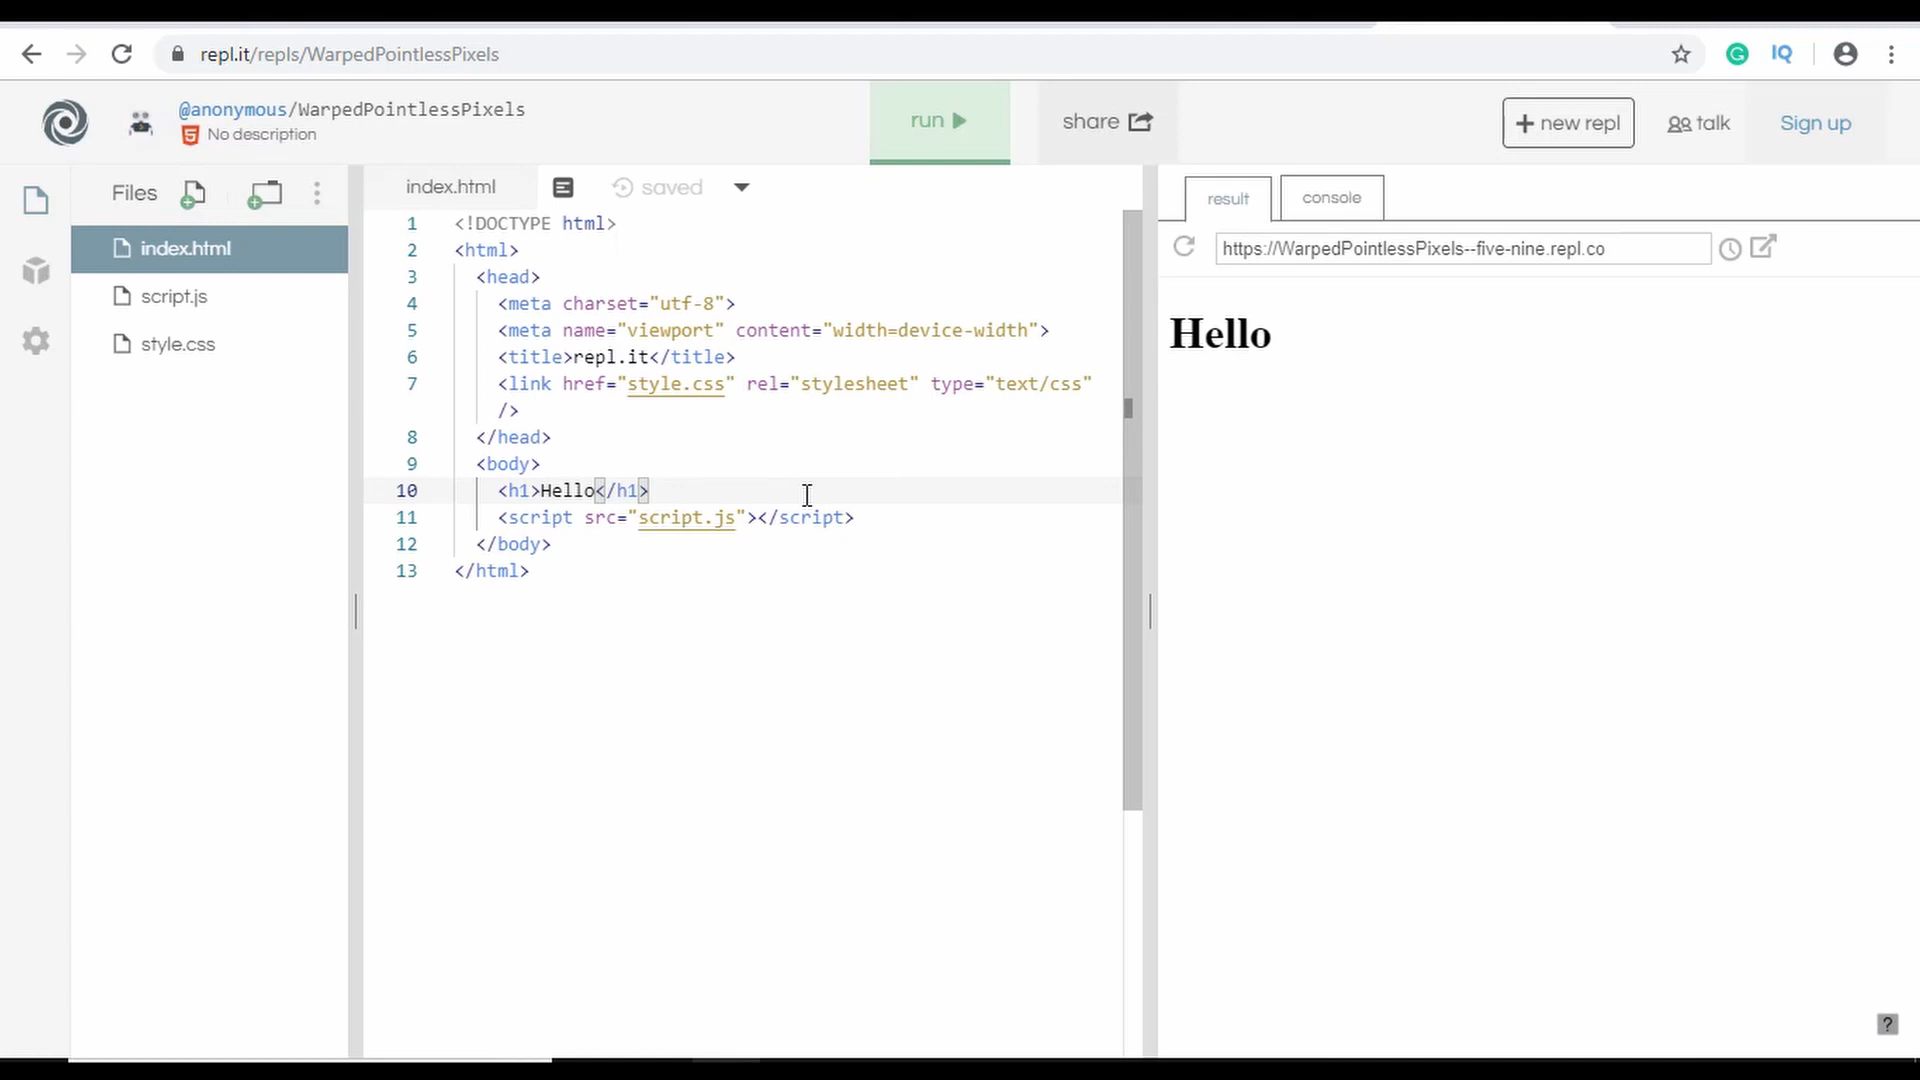 repl.it/repls/WarpedPointlessPixels
IQ
@anonymous/WarpedPointlessPixels
No description
run
share
+ new repl
talk
Sign up
Files
index.html
script.js
style.css
index.html
saved
1 <!DOCTYPE html>
2 <html>
3 <head>
4 <meta charset="utf-8">
5 <meta name="viewport" content="width=device-width">
6 <title>repl.it</title>
7 <link href="style.css" rel="stylesheet" type="text/css"
/>
8 </head>
9 <body>
10 <h1>Hello</h1>
11 <script src="script.js"></script>
12 </body>
13 </html>
result
console
https://WarpedPointlessPixels--five-nine.repl.co
Hello
?